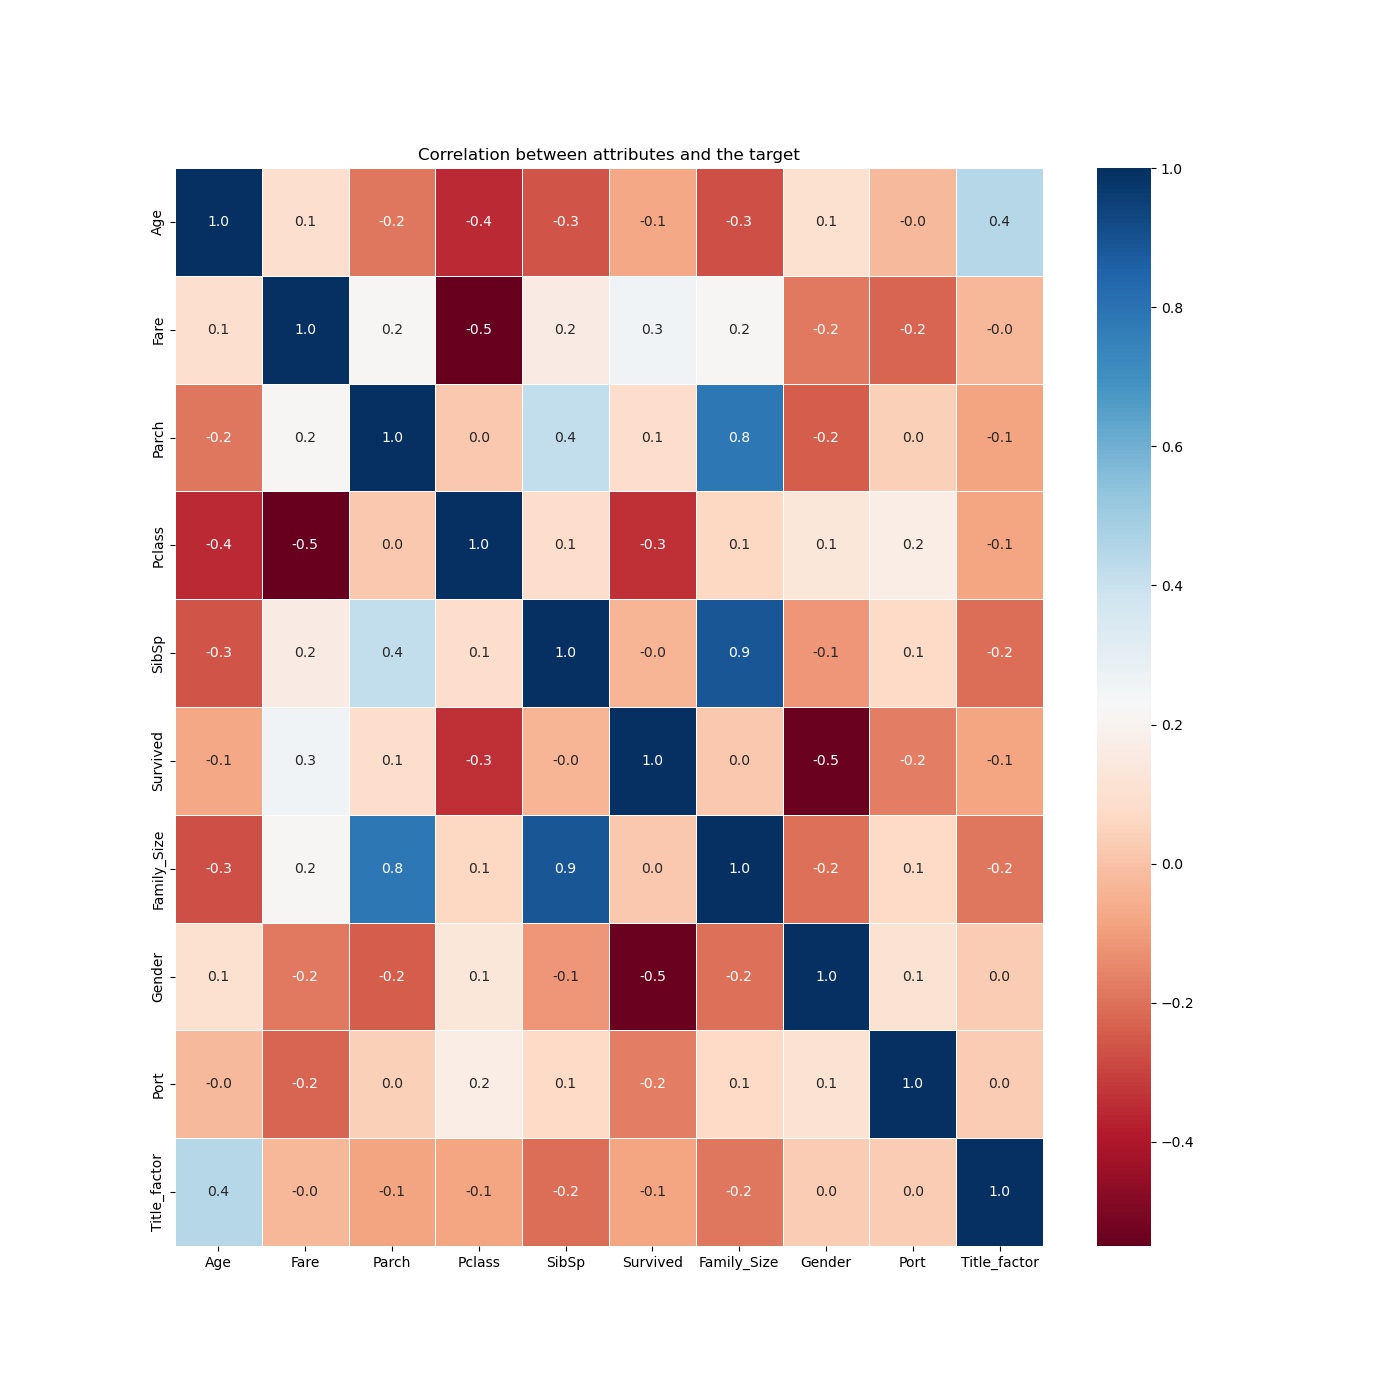 Correlation between attributes and the target
Age 1.0 0.1 -0.2 -0.4 -0.3 -0.1 -0.3 0.1 -0.0 0.4
Fare 0.1 1.0 0.2 -0.5 0.2 0.3 0.2 -0.2 -0.2 -0.0
Parch -0.2 0.2 1.0 0.0 0.4 0.1 0.8 -0.2 0.0 -0.1
Pclass -0.4 -0.5 0.0 1.0 0.1 -0.3 0.1 0.1 0.2 -0.1
SibSp -0.3 0.2 0.4 0.1 1.0 -0.0 0.9 -0.1 0.1 -0.2
Survived -0.1 0.3 0.1 -0.3 -0.0 1.0 0.0 -0.5 -0.2 -0.1
Family_Size -0.3 0.2 0.8 0.1 0.9 0.0 1.0 -0.2 0.1 -0.2
Gender 0.1 -0.2 -0.2 0.1 -0.1 -0.5 -0.2 1.0 0.1 0.0
Port -0.0 -0.2 0.0 0.2 0.1 -0.2 0.1 0.1 1.0 0.0
Title_factor 0.4 -0.0 -0.1 -0.1 -0.2 -0.1 -0.2 0.0 0.0 1.0
Age Fare Parch Pclass SibSp Survived Family_Size Gender Port Title_factor
1.0
0.8
0.6
0.4
0.2
0.0
−0.2
−0.4